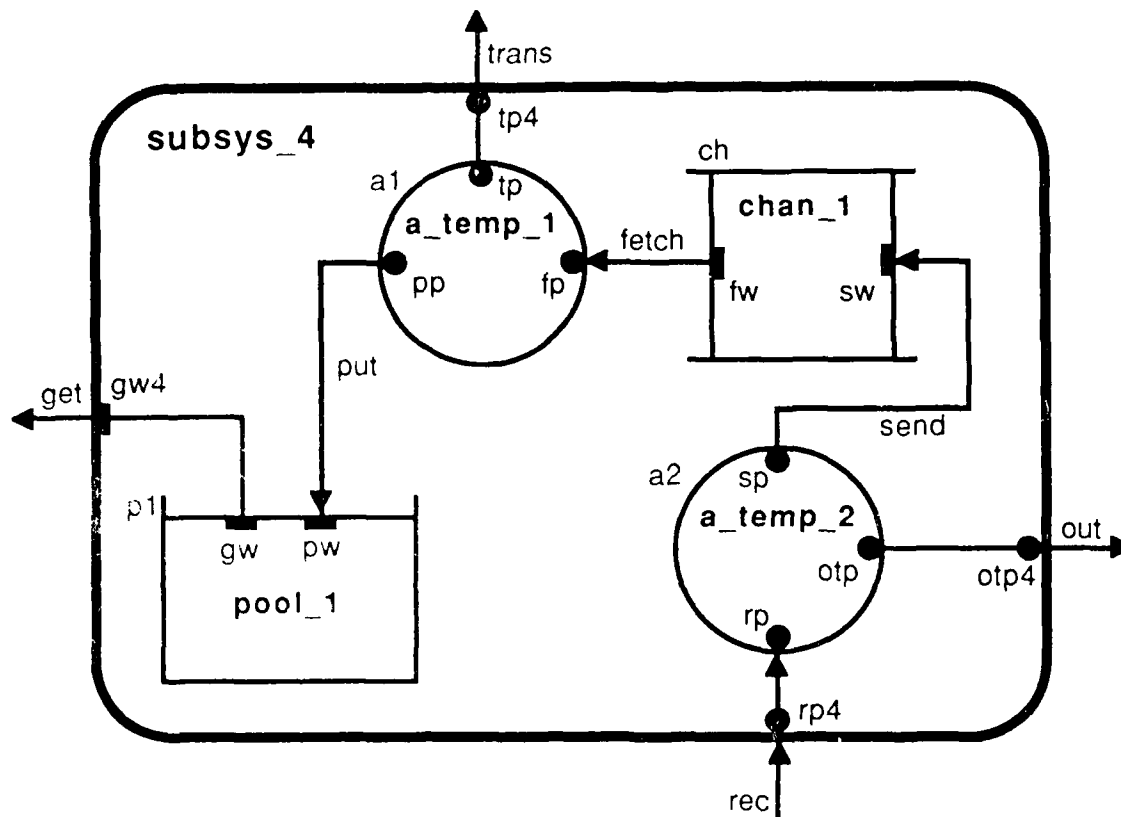 trans
tp4
subsys_4
ch
a1
tp
a_temp_1
chan_1
fetch
pp
fp
fw
sw
put
get
gw4
send
a2
sp
p1
a_temp_2
gw
pw
otp
otp4
out
pool_1
rp
rp4
rec